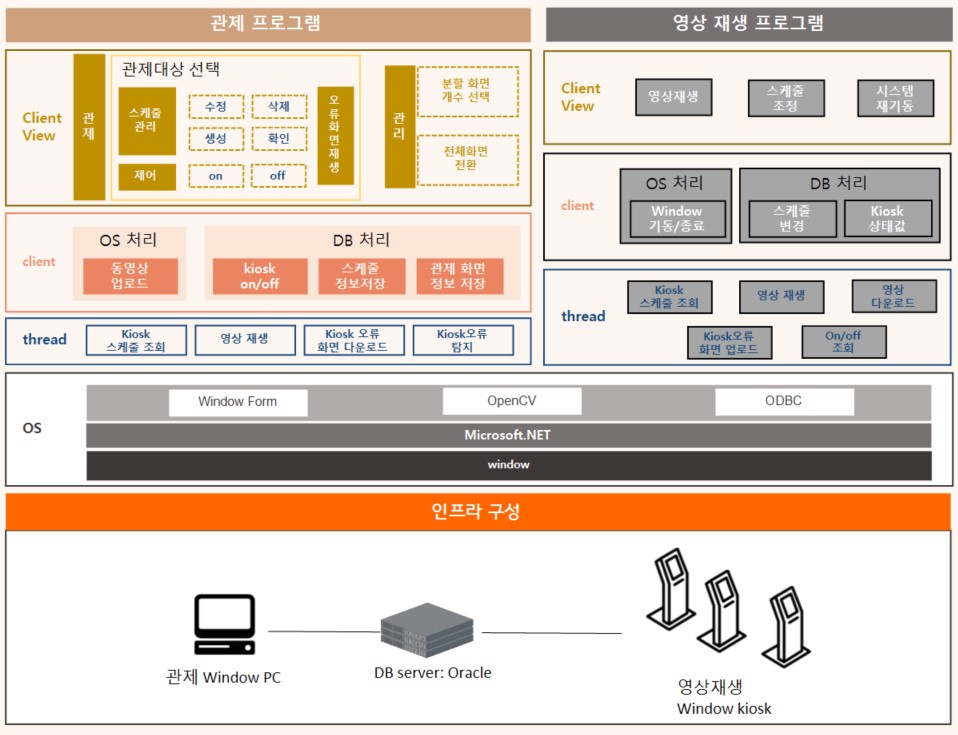 관제 프로그램
Client
View
관
제
관제대상 선택
스케줄
관리
수정
삭제
생성
확인
제어
on
off
오
류
화
면
재
생
관
리
분할 화면
개수 선택
전체화면
전환
client
OS 처리
동영상
업로드
DB 처리
kiosk
on/off
스케줄
정보저장
관제 화면
정보 저장
thread
Kiosk
스케줄 조회
영상 재생
Kiosk 오류
화면 다운로드
Kiosk오류
탐지
영상 재생 프로그램
Client
View
영상재생
스케줄
조정
시스템
재기동
client
OS 처리
Window
기동/종료
DB 처리
스케줄
변경
Kiosk
상태값
thread
Kiosk
스케줄 조회
영상 재생
영상
다운로드
Kiosk오류
화면 업로드
On/off
조회
OS
Window Form
OpenCV
ODBC
Microsoft.NET
window
인프라 구성
관제 Window PC
DB server: Oracle
영상재생
Window kiosk